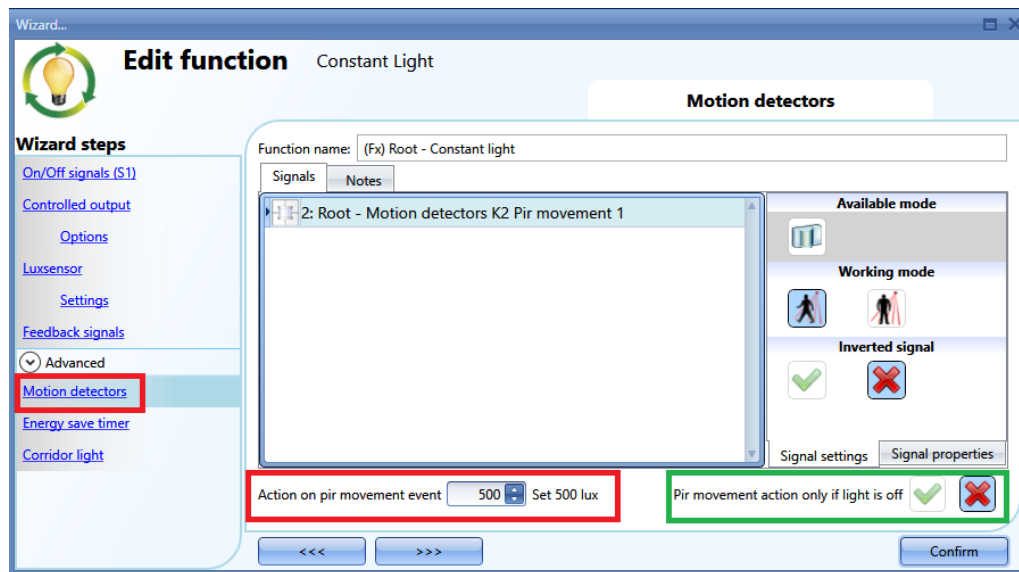 Wizard...
Edit function Constant Light
Motion detectors
Wizard steps
On/Off signals (S1)
Controlled output
Options
Luxsensor
Settings
Feedback signals
Advanced
Motion detectors
Energy save timer
Corridor light
Function name: (Fx) Root - Constant light
Signals Notes
2: Root - Motion detectors K2 Pir movement 1
Available mode
Working mode
Inverted signal
Signal settings Signal properties
Action on pir movement event 500 Set 500 lux
Pir movement action only if light is off
<<< >>> Confirm